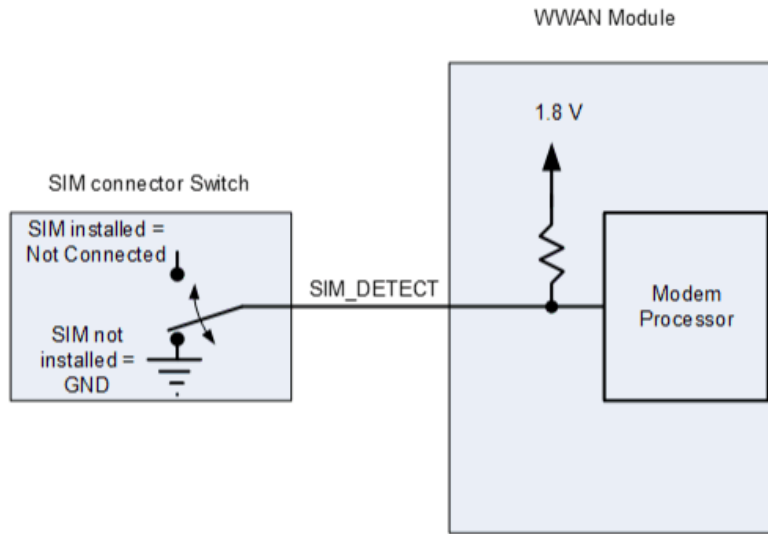 WWAN Module
1.8 V
SIM connector Switch
SIM installed =
Not Connected
SIM_DETECT
Modem
Processor
SIM not
installed =
GND